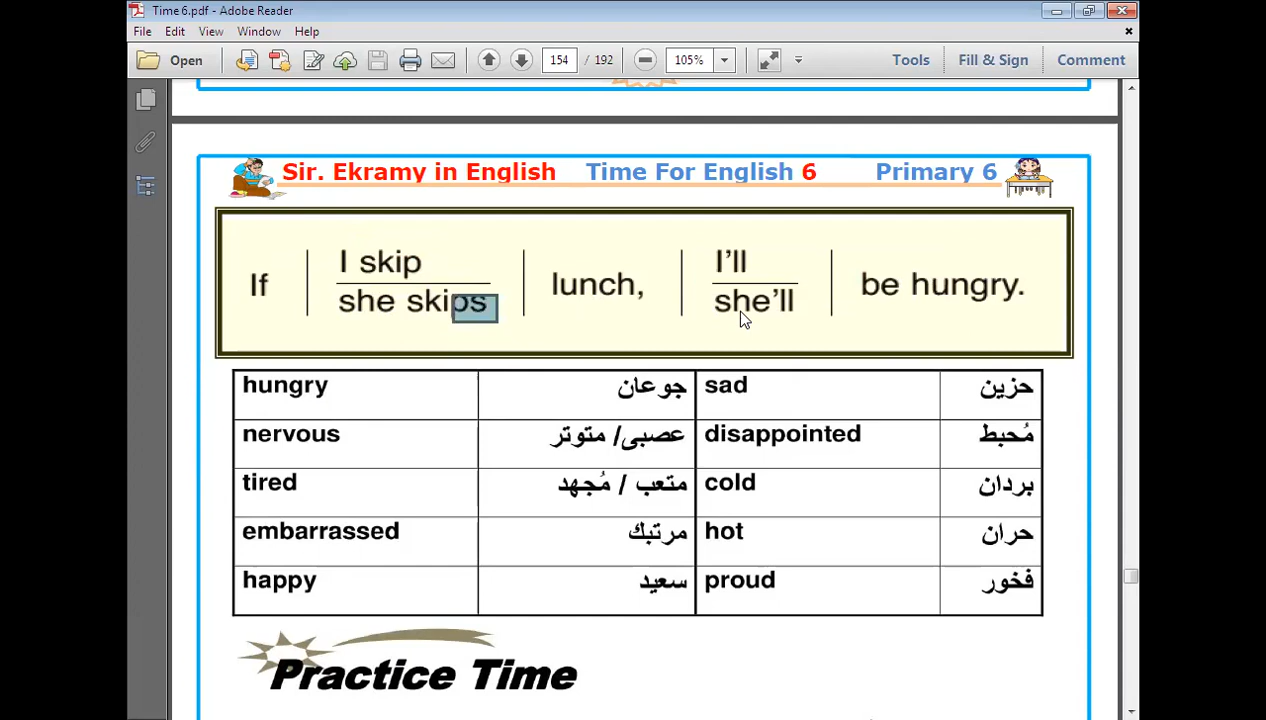 Time 6.pdf - Adobe Reader
File Edit View Window Help
Open 154 / 192 105% Tools Fill & Sign Comment
Sir. Ekramy in English Time For English 6 Primary 6
If I skip lunch, I'll be hungry.
she skips she'll
hungry جوعان sad حزين
nervous عصبى/ متوتر disappointed مُحبط
tired متعب / مُجهد cold بردان
embarrassed مرتبك hot حران
happy سعيد proud فخور
Practice Time